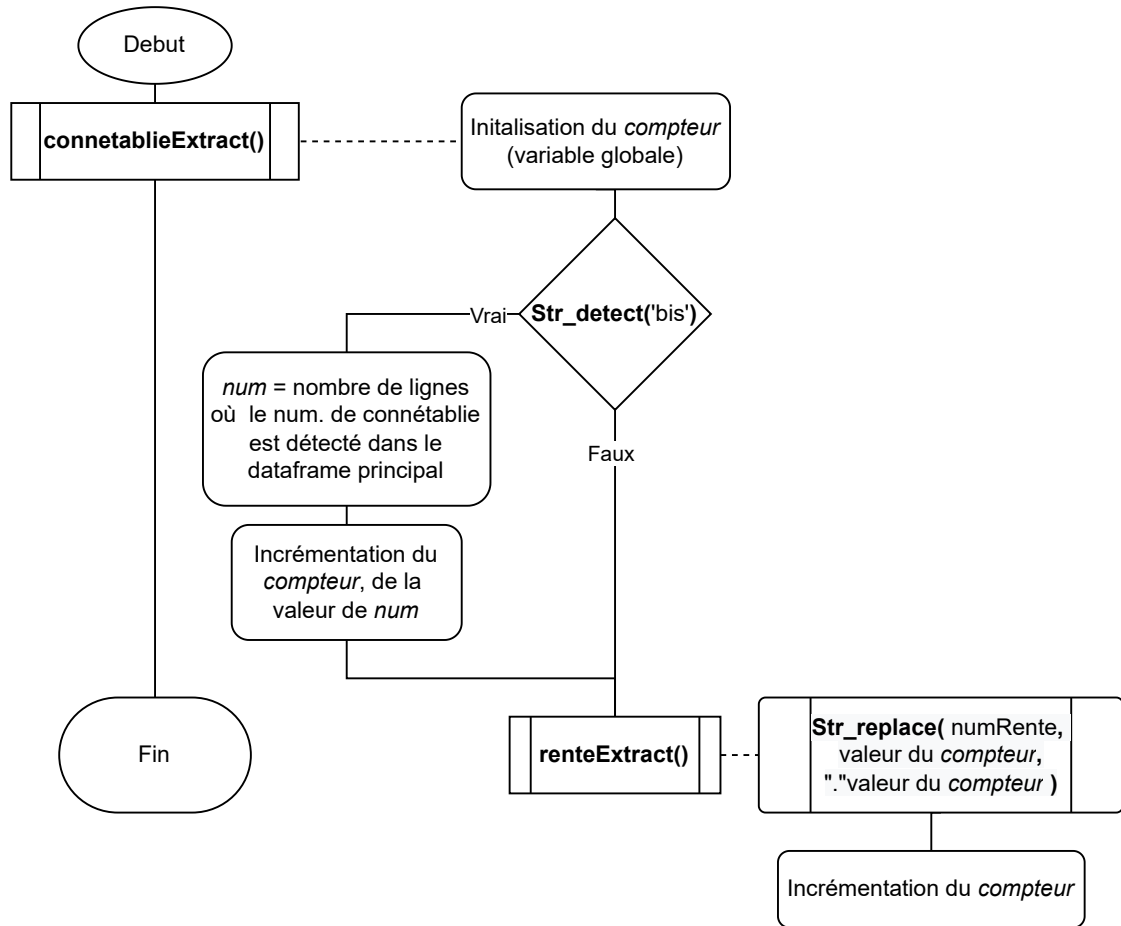 Debut
connetablieExtract()
Initalisation du compteur
(variable globale)
Str_detect('bis')
Vrai
num = nombre de lignes
où le num. de connétablie
est détecté dans le
dataframe principal
Faux
Incrémentation du
compteur, de la
valeur de num
Fin
renteExtract()
Str_replace( numRente,
valeur du compteur,
"."valeur du compteur )
Incrémentation du compteur